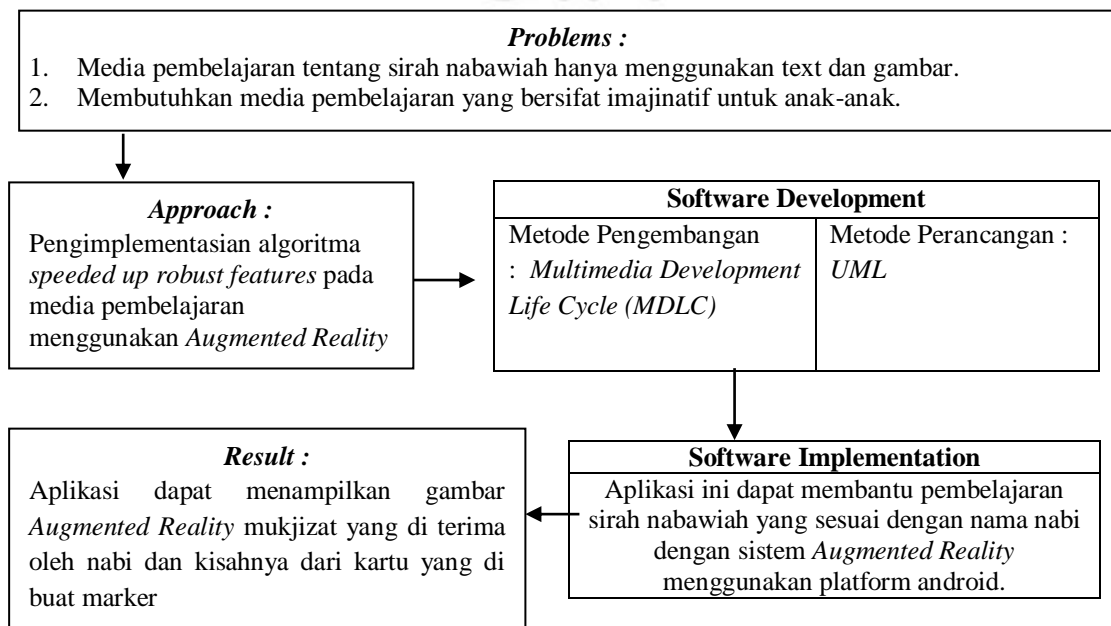 Problems :
1. Media pembelajaran tentang sirah nabawiah hanya menggunakan text dan gambar.
2. Membutuhkan media pembelajaran yang bersifat imajinatif untuk anak-anak.
Approach :
Pengimplementasian algoritma
speeded up robust features pada
media pembelajaran
menggunakan Augmented Reality
Software Development
Metode Pengembangan
: Multimedia Development
Life Cycle (MDLC)
Metode Perancangan :
UML
Software Implementation
Aplikasi ini dapat membantu pembelajaran
sirah nabawiah yang sesuai dengan nama nabi
dengan sistem Augmented Reality
menggunakan platform android.
Result :
Aplikasi dapat menampilkan gambar
Augmented Reality mukjizat yang di terima
oleh nabi dan kisahnya dari kartu yang di
buat marker